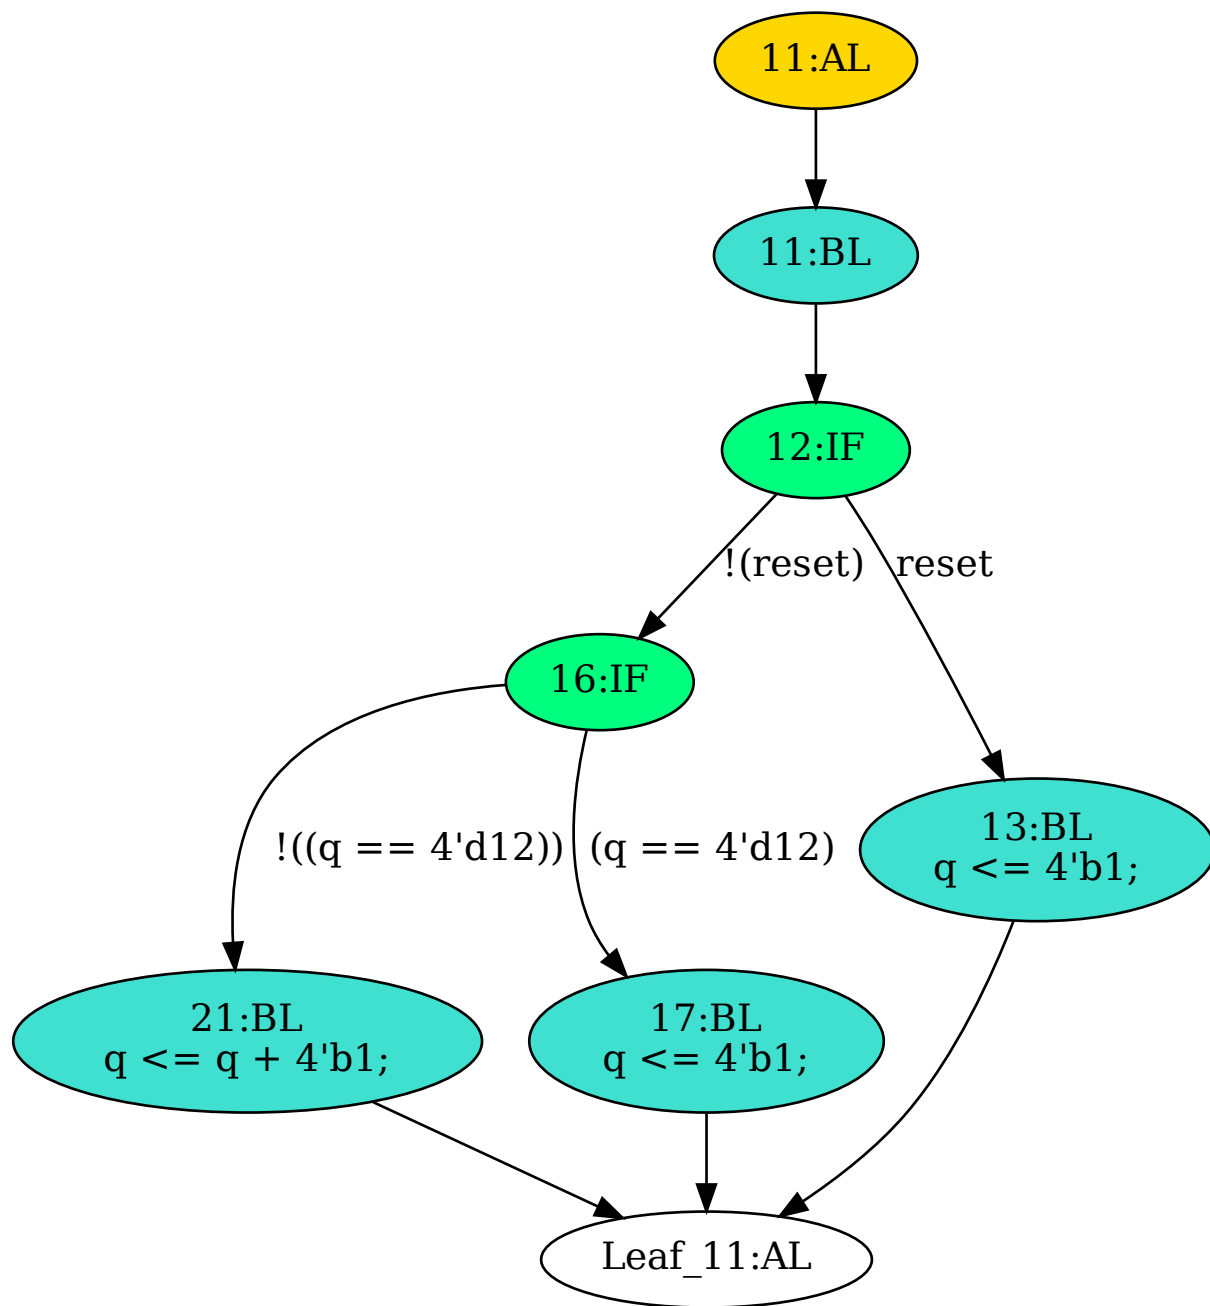 11:AL
11:BL
12:IF
!(reset)
reset
16:IF
13:BL
q <= 4'b1;
!((q == 4'd12))
(q == 4'd12)
21:BL
q <= q + 4'b1;
17:BL
q <= 4'b1;
Leaf_11:AL